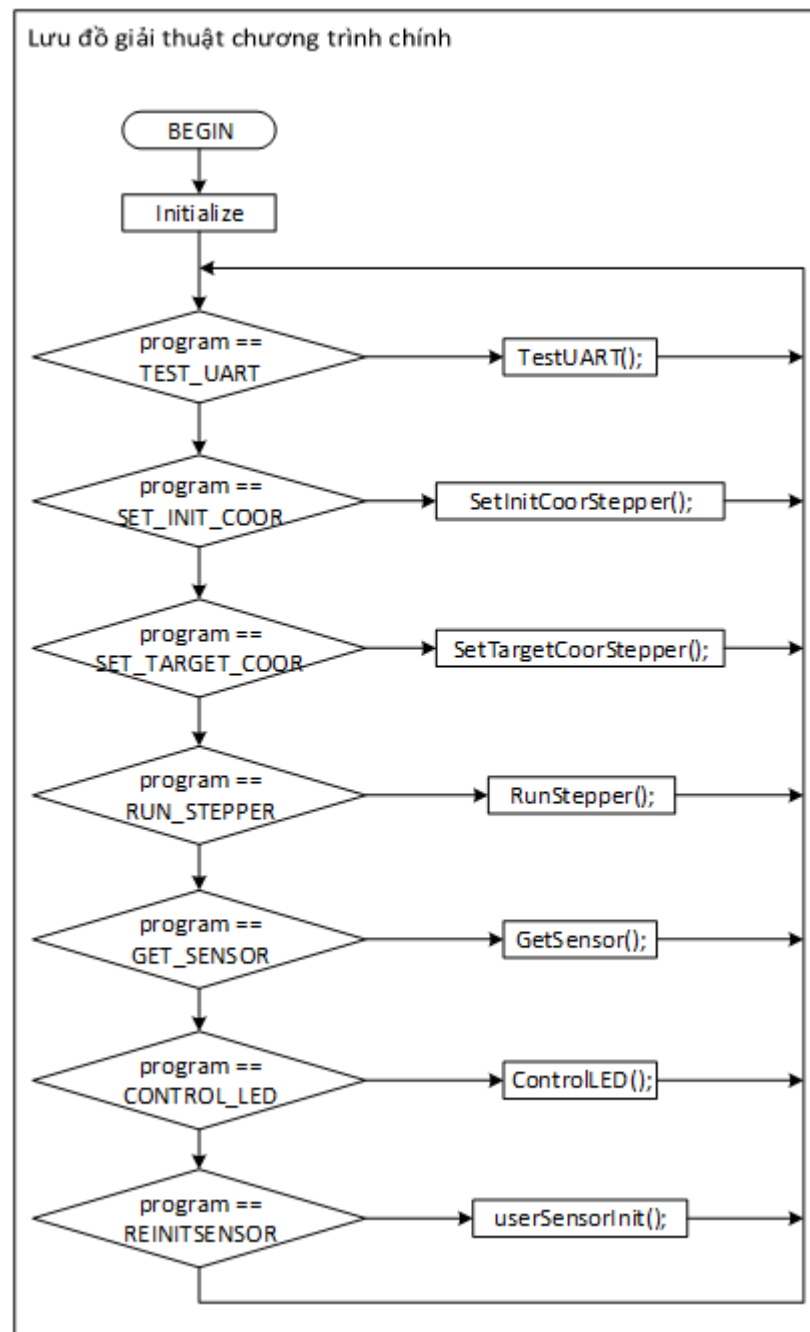 Lưu đồ giải thuật chương trình chính
BEGIN
Initialize
program ==
TEST_UART
TestUART();
program ==
SET_INIT_COOR
SetInitCoorStepper();
program ==
SET_TARGET_COOR
SetTargetCoorStepper();
program ==
RUN_STEPPER
RunStepper();
program ==
GET_SENSOR
GetSensor();
program ==
CONTROL_LED
ControlLED();
program ==
REINITSENSOR
userSensorInit();